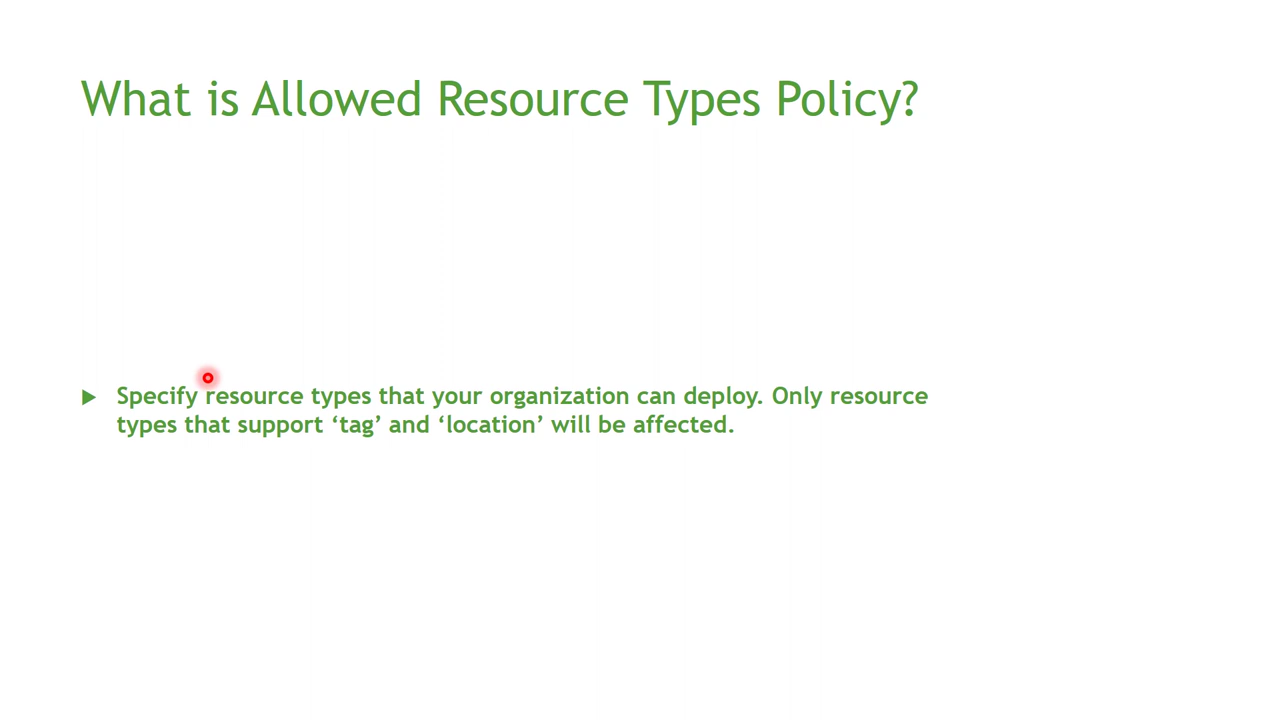 What is Allowed Resource Types Policy?
Specify resource types that your organization can deploy. Only resource
types that support ‘tag’ and ‘location’ will be affected.